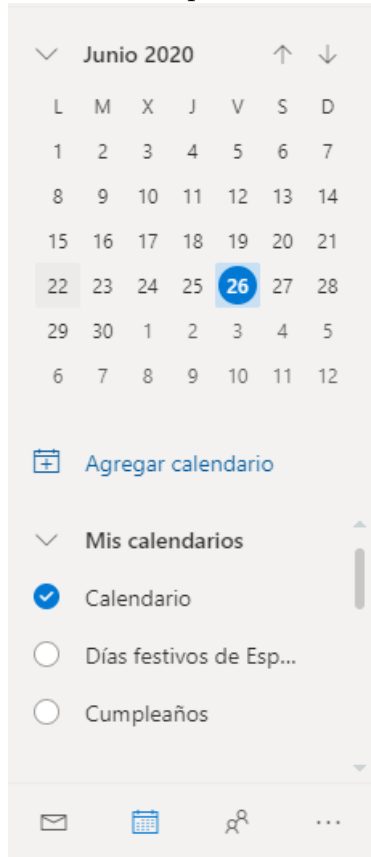 Junio 2020
L M X J V S D
1 2 3 4 5 6 7
8 9 10 11 12 13 14
15 16 17 18 19 20 21
22 23 24 25 26 27 28
29 30 1 2 3 4 5
6 7 8 9 10 11 12
Agregar calendario
Mis calendarios
Calendario
Días festivos de Esp...
Cumpleaños